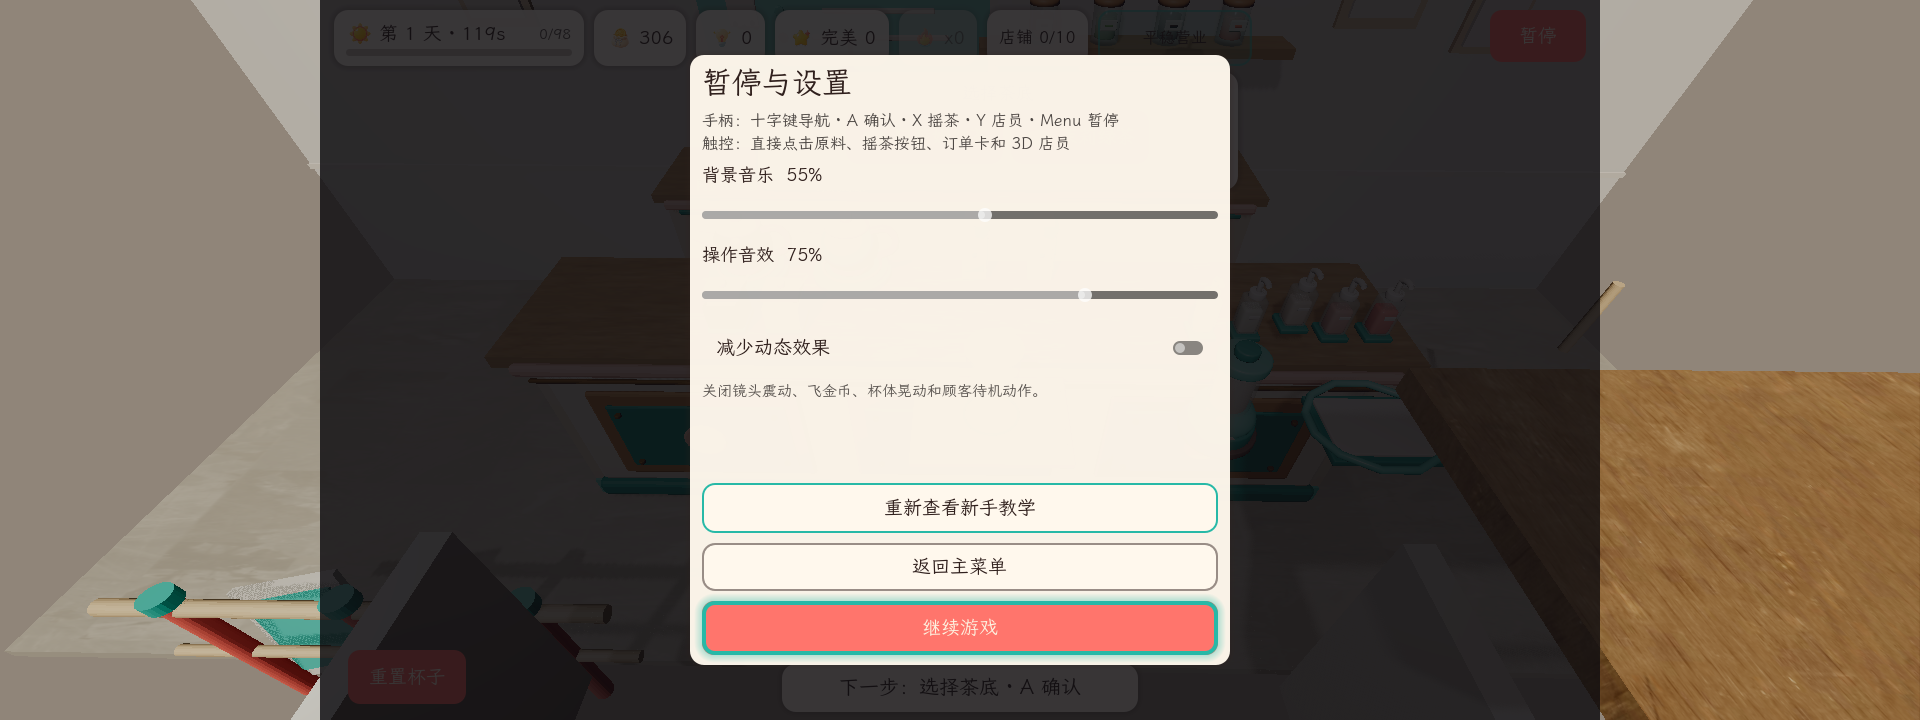 第 1 天・119s 0/98
306
0
完美 0
x0
店铺 0/10
平稳营业
暂停
暂停与设置
手柄：十字键导航・A 确认・X 摇茶・Y 店员・Menu 暂停
触控：直接点击原料、摇茶按钮、订单卡和 3D 店员
背景音乐 55%
操作音效 75%
减少动态效果
关闭镜头震动、飞金币、杯体晃动和顾客待机动作。
重新查看新手教学
返回主菜单
继续游戏
重置杯子
下一步：选择茶底・A 确认